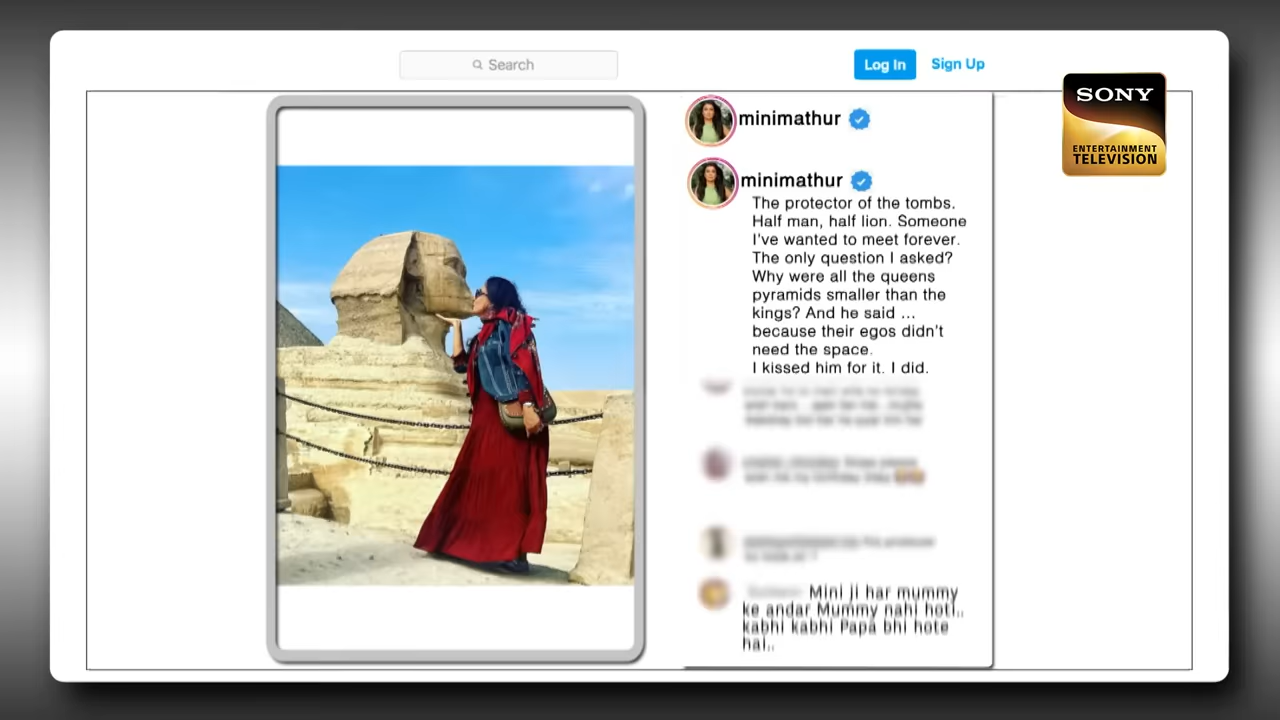 Search
Log In
Sign Up
SONY
ENTERTAINMENT
TELEVISION
minimathur
minimathur
The protector of the tombs.
Half man, half lion. Someone
I've wanted to meet forever.
The only question I asked?
Why were all the queens
pyramids smaller than the
kings? And he said ...
because their egos didn't
need the space.
I kissed him for it. I did.
Mini ji har mummy
ke andar Mummy nahi hoti..
kabhi kabhi Papa bhi hote
hai..